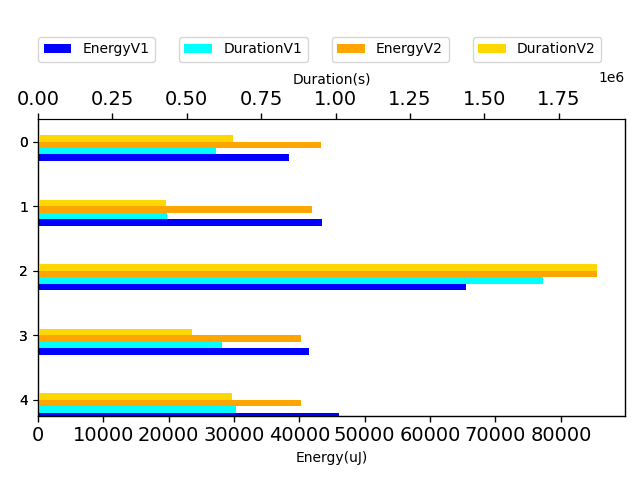 EnergyV1 DurationV1 EnergyV2 DurationV2
Duration(s)
1e6
0.00 0.25 0.50 0.75 1.00 1.25 1.50 1.75
0
1
2
3
4
0 10000 20000 30000 40000 50000 60000 70000 80000
Energy(uJ)